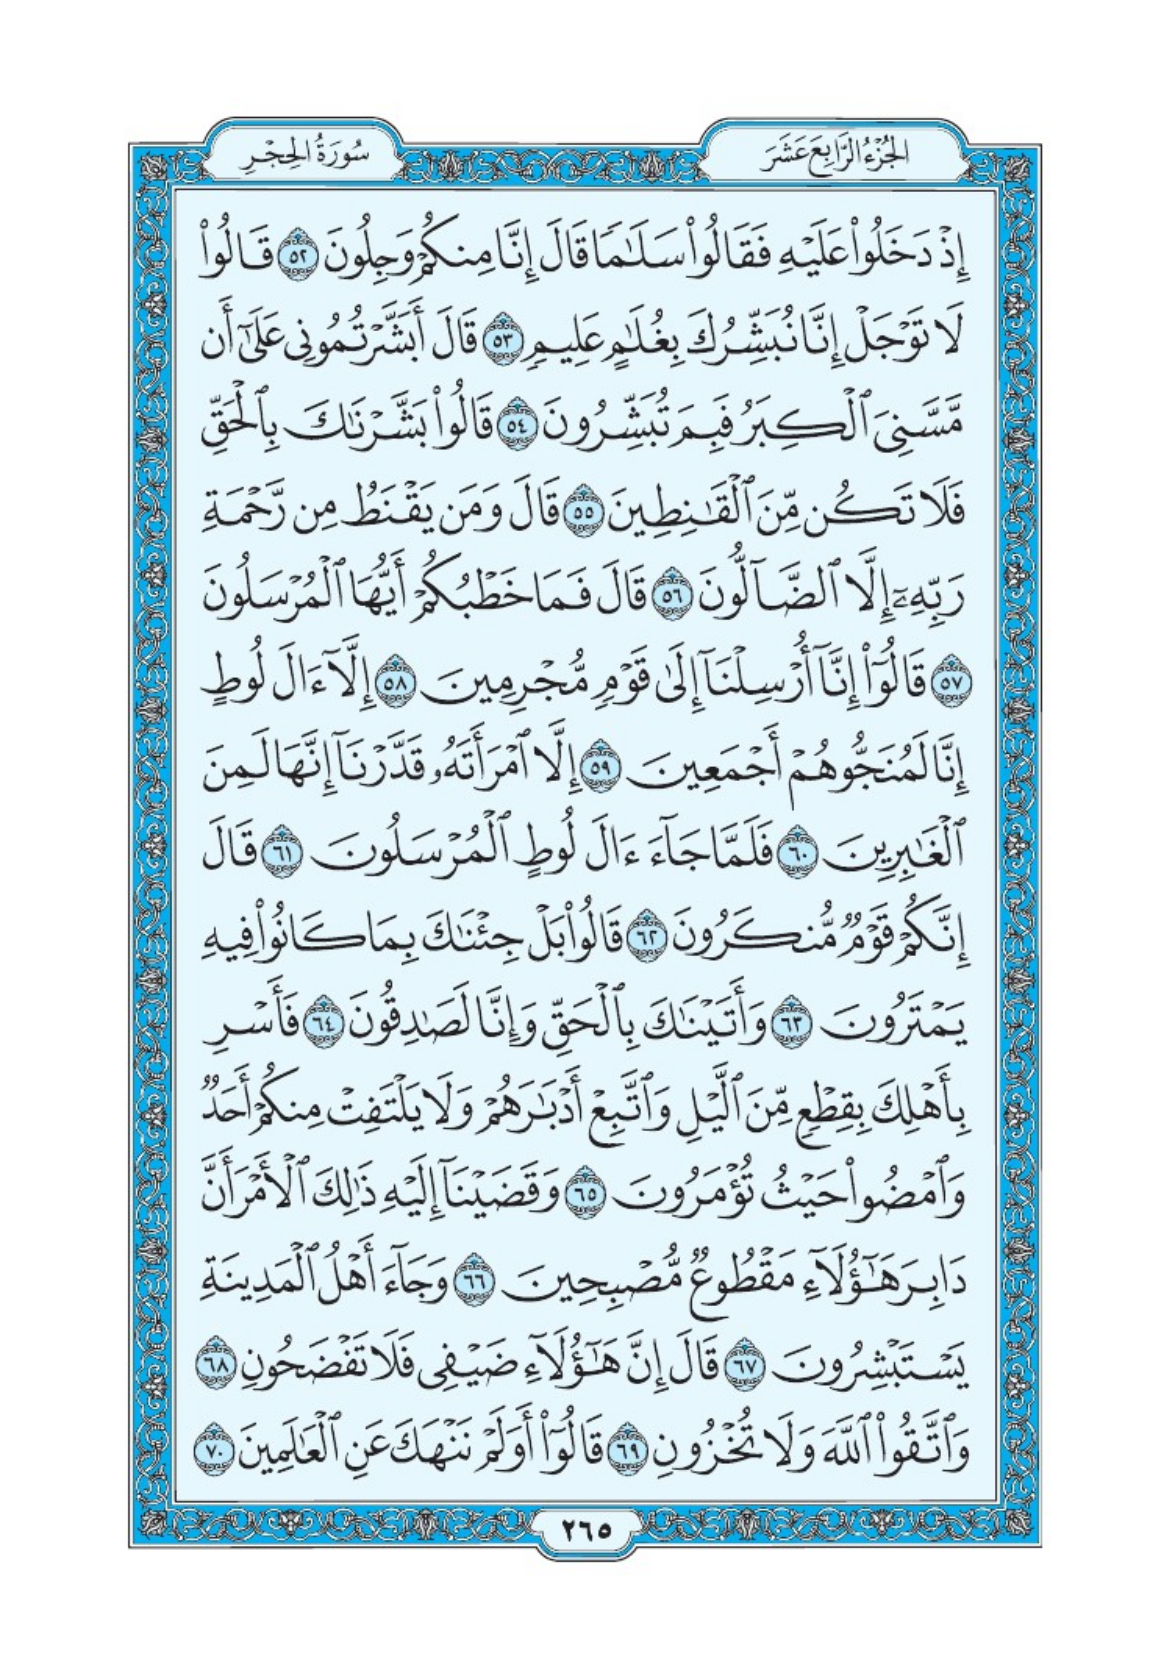 الجُزْءُ الرَّابِعَ عَشَرَ
سُورَةُ الحِجْرِ
إِذْ دَخَلُوا۟ عَلَيْهِ فَقَالُوا۟ سَلَـٰمًا قَالَ إِنَّا مِنكُمْ وَجِلُونَ ٥٢ قَالُوا۟
لَا تَوْجَلْ إِنَّا نُبَشِّرُكَ بِغُلَـٰمٍ عَلِيمٍ ٥٣ قَالَ أَبَشَّرْتُمُونِى عَلَىٰٓ أَن
مَّسَّنِىَ ٱلْكِبَرُ فَبِمَ تُبَشِّرُونَ ٥٤ قَالُوا۟ بَشَّرْنَـٰكَ بِٱلْحَقِّ
فَلَا تَكُن مِّنَ ٱلْقَـٰنِطِينَ ٥٥ قَالَ وَمَن يَقْنَطُ مِن رَّحْمَةِ
رَبِّهِۦٓ إِلَّا ٱلضَّآلُّونَ ٥٦ قَالَ فَمَا خَطْبُكُمْ أَيُّهَا ٱلْمُرْسَلُونَ
٥٧ قَالُوٓا۟ إِنَّآ أُرْسِلْنَآ إِلَىٰ قَوْمٍ مُّجْرِمِينَ ٥٨ إِلَّآ ءَالَ لُوطٍ
إِنَّا لَمُنَجُّوهُمْ أَجْمَعِينَ ٥٩ إِلَّا ٱمْرَأَتَهُۥ قَدَّرْنَآ إِنَّهَا لَمِنَ
ٱلْغَـٰبِرِينَ ٦٠ فَلَمَّا جَآءَ ءَالَ لُوطٍ ٱلْمُرْسَلُونَ ٦١ قَالَ
إِنَّكُمْ قَوْمٌ مُّنكَرُونَ ٦٢ قَالُوا۟ بَلْ جِئْنَـٰكَ بِمَا كَانُوا۟ فِيهِ
يَمْتَرُونَ ٦٣ وَأَتَيْنَـٰكَ بِٱلْحَقِّ وَإِنَّا لَصَـٰدِقُونَ ٦٤ فَأَسْرِ
بِأَهْلِكَ بِقِطْعٍ مِّنَ ٱلَّيْلِ وَٱتَّبِعْ أَدْبَـٰرَهُمْ وَلَا يَلْتَفِتْ مِنكُمْ أَحَدٌ
وَٱمْضُوا۟ حَيْثُ تُؤْمَرُونَ ٦٥ وَقَضَيْنَآ إِلَيْهِ ذَٰلِكَ ٱلْأَمْرَ أَنَّ
دَابِرَ هَـٰٓؤُلَآءِ مَقْطُوعٌ مُّصْبِحِينَ ٦٦ وَجَآءَ أَهْلُ ٱلْمَدِينَةِ
يَسْتَبْشِرُونَ ٦٧ قَالَ إِنَّ هَـٰٓؤُلَآءِ ضَيْفِى فَلَا تَفْضَحُونِ ٦٨
وَٱتَّقُوا۟ ٱللَّهَ وَلَا تُخْزُونِ ٦٩ قَالُوٓا۟ أَوَلَمْ نَنْهَكَ عَنِ ٱلْعَـٰلَمِينَ ٧٠
٢٦٥